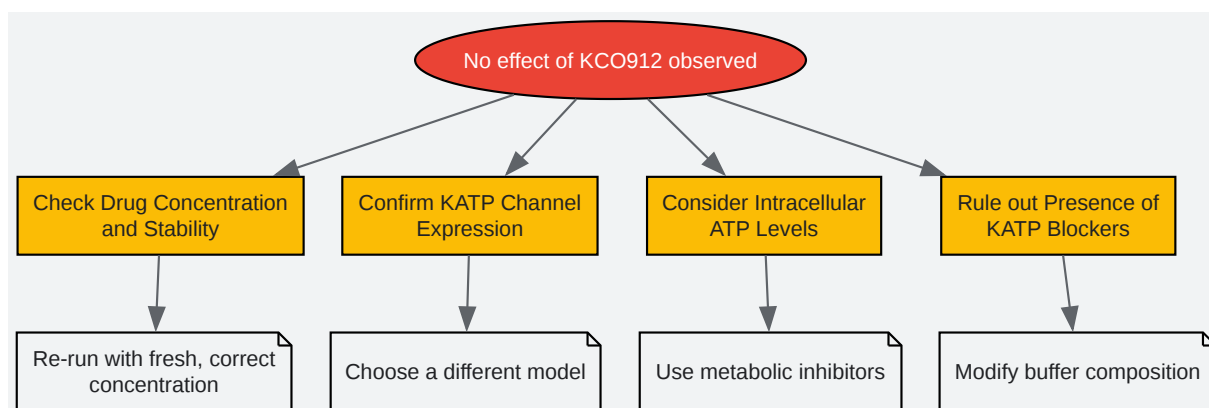 No effect of KCO912 observed
Check Drug Concentration
and Stability
Confirm KATP Channel
Expression
Consider Intracellular
ATP Levels
Rule out Presence of
KATP Blockers
Re-run with fresh, correct
concentration
Choose a different model
Use metabolic inhibitors
Modify buffer composition